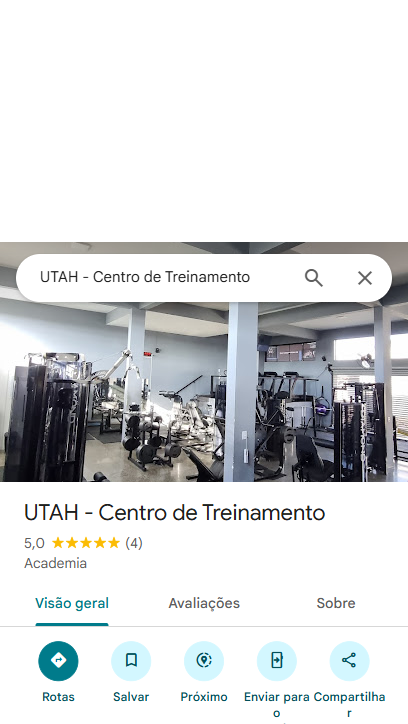 UTAH - Centro de Treinamento
UTAH - Centro de Treinamento
5,0 (4)
Academia
Visão geral Avaliações Sobre
Rotas Salvar Próximo Enviar para Compartilha
o r